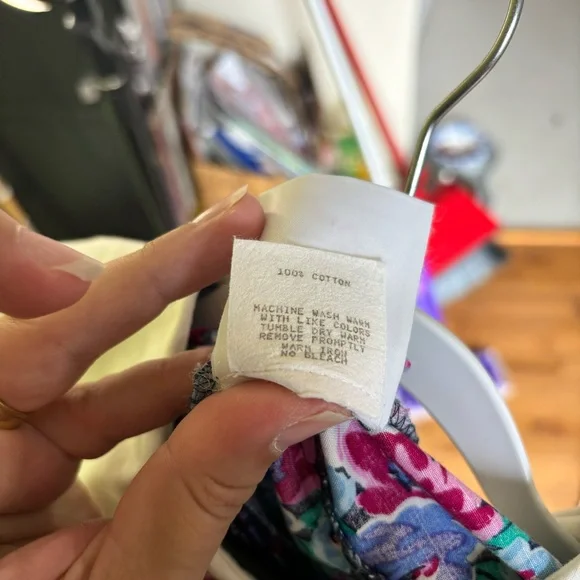 100% COTTON
MACHINE WASH WARM
WITH LIKE COLORS
TUMBLE DRY WARM
REMOVE PROMPTLY
WARM IRON
NO BLEACH